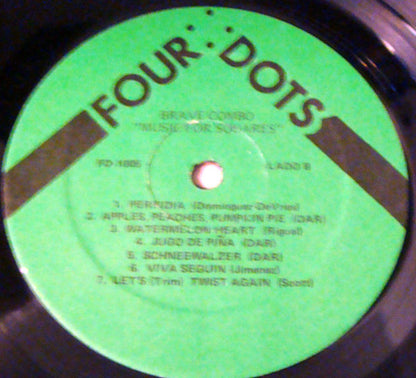 FOUR DOTS
BRAVE COMBO
"MUSIC FOR SQUARES"
FD 1005 LADO B
1. PERFIDIA (Dominguez-DeVries)
2. APPLES, PEACHES, PUMPKIN PIE (DAR)
3. WATERMELON HEART (Rigual)
4. JUGO DE PIÑA (DAR)
5. SCHNEEWALZER (DAR)
6. VIVA SEGUIN (Jimenez)
7. LET'S (Trim) TWIST AGAIN (Scott)